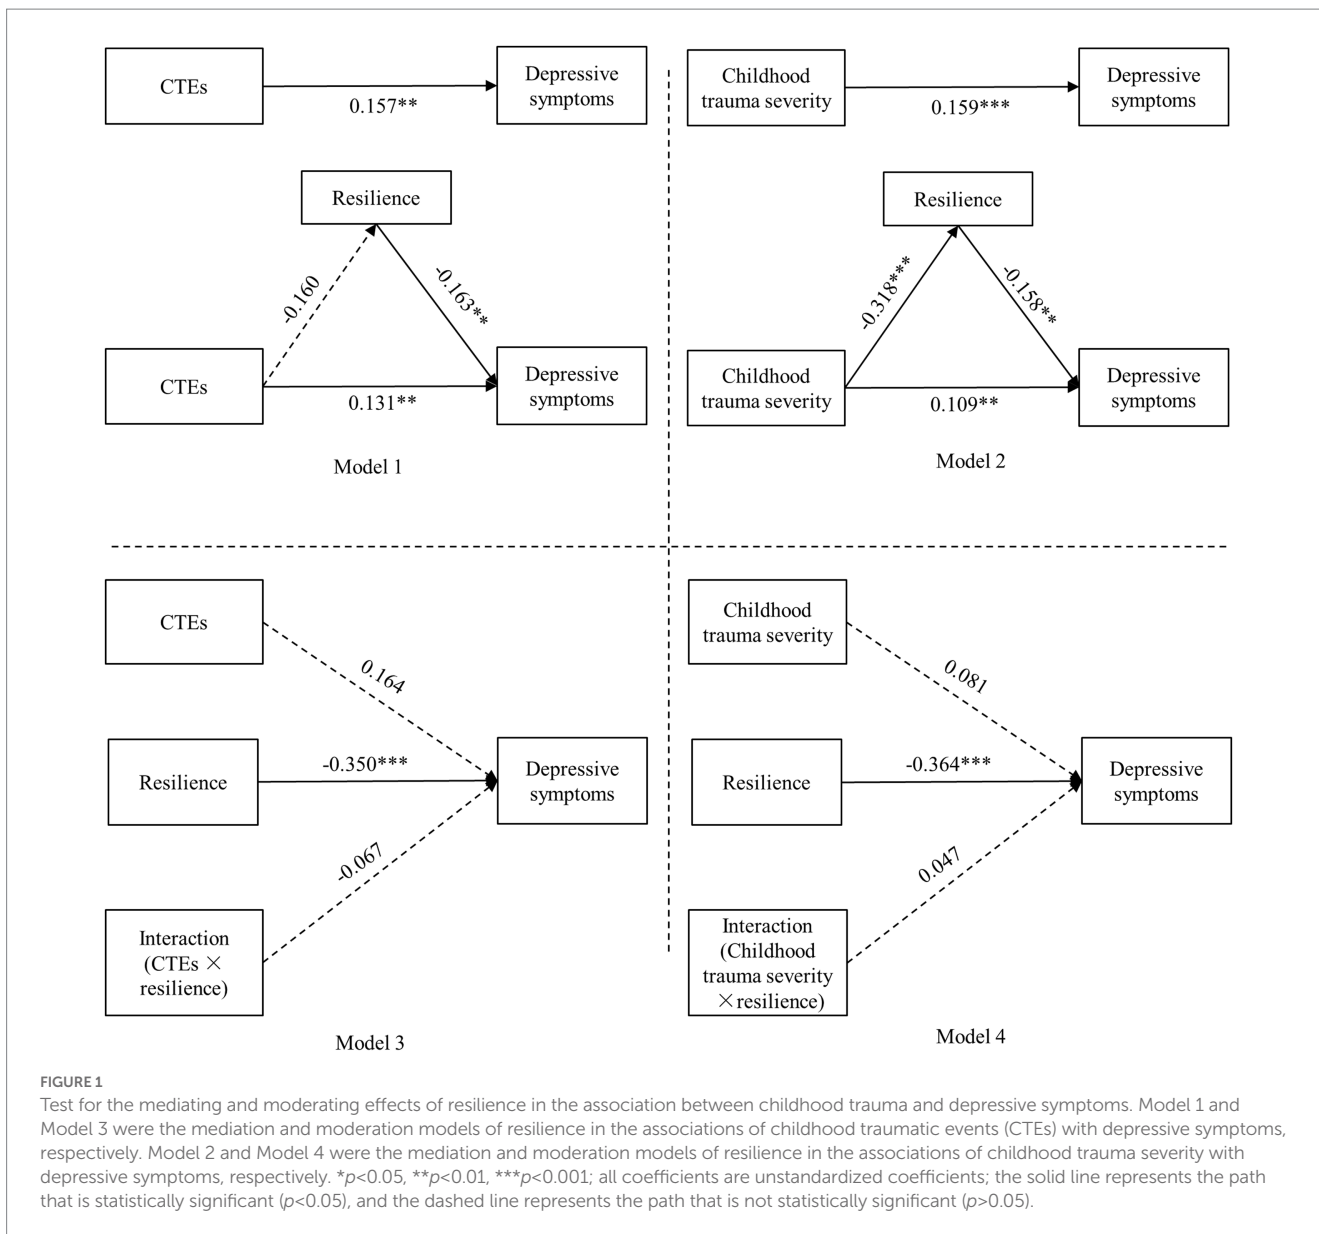 CTEs
Depressive
symptoms
0.157**
Resilience
-0.160
-0.163**
CTEs
Depressive
symptoms
0.131**
Model 1
Childhood
trauma severity
Depressive
symptoms
0.159***
Resilience
-0.318***
-0.158**
Childhood
trauma severity
Depressive
symptoms
0.109**
Model 2
CTEs
0.164
Resilience
-0.350***
Depressive
symptoms
-0.067
Interaction
(CTEs ×
resilience)
Model 3
Childhood
trauma severity
0.081
Resilience
-0.364***
Depressive
symptoms
0.047
Interaction
(Childhood
trauma severity
×resilience)
Model 4
FIGURE 1
Test for the mediating and moderating effects of resilience in the association between childhood trauma and depressive symptoms. Model 1 and
Model 3 were the mediation and moderation models of resilience in the associations of childhood traumatic events (CTEs) with depressive symptoms,
respectively. Model 2 and Model 4 were the mediation and moderation models of resilience in the associations of childhood trauma severity with
depressive symptoms, respectively. *p<0.05, **p<0.01, ***p<0.001; all coefficients are unstandardized coefficients; the solid line represents the path
that is statistically significant (p<0.05), and the dashed line represents the path that is not statistically significant (p>0.05).